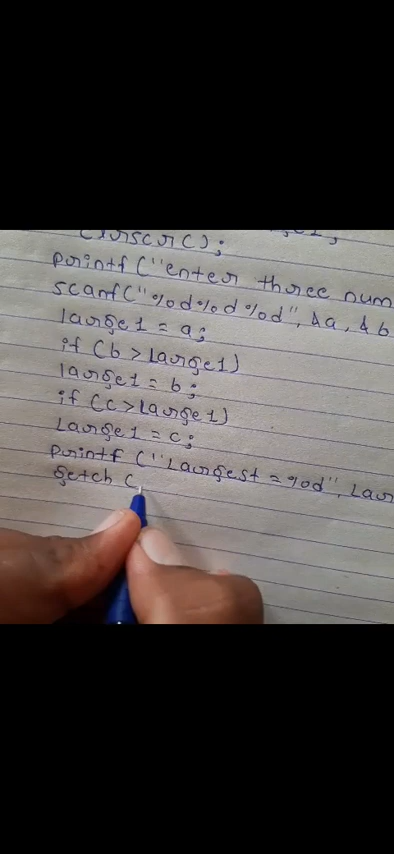 clrscr();
printf ("enter three num
scanf("%d%d%d", &a, &b
large1 = a;
if (b > large1)
large1 = b;
if (c>large1)
Large1 = c;
printf ("Largest = %d", Lar
getch (